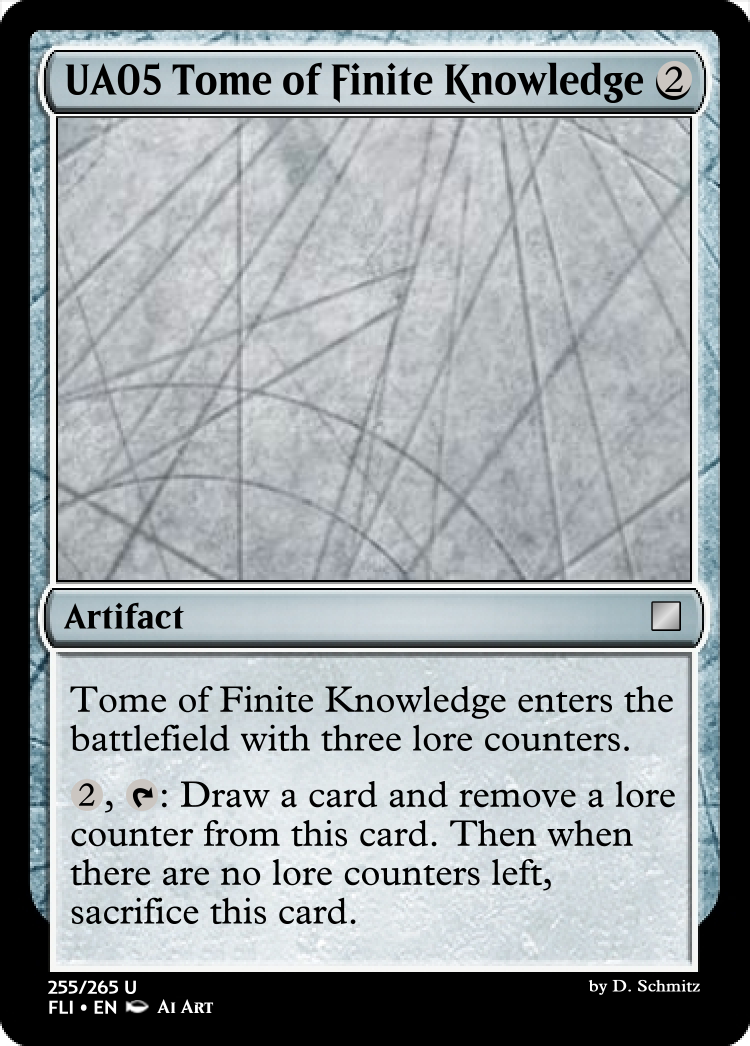 UA05 Tome of Finite Knowledge 2
Artifact
Tome of Finite Knowledge enters the
battlefield with three lore counters.
2, : Draw a card and remove a lore
counter from this card. Then when
there are no lore counters left,
sacrifice this card.
255/265 U
by D. Schmitz
FLI • EN AI ART